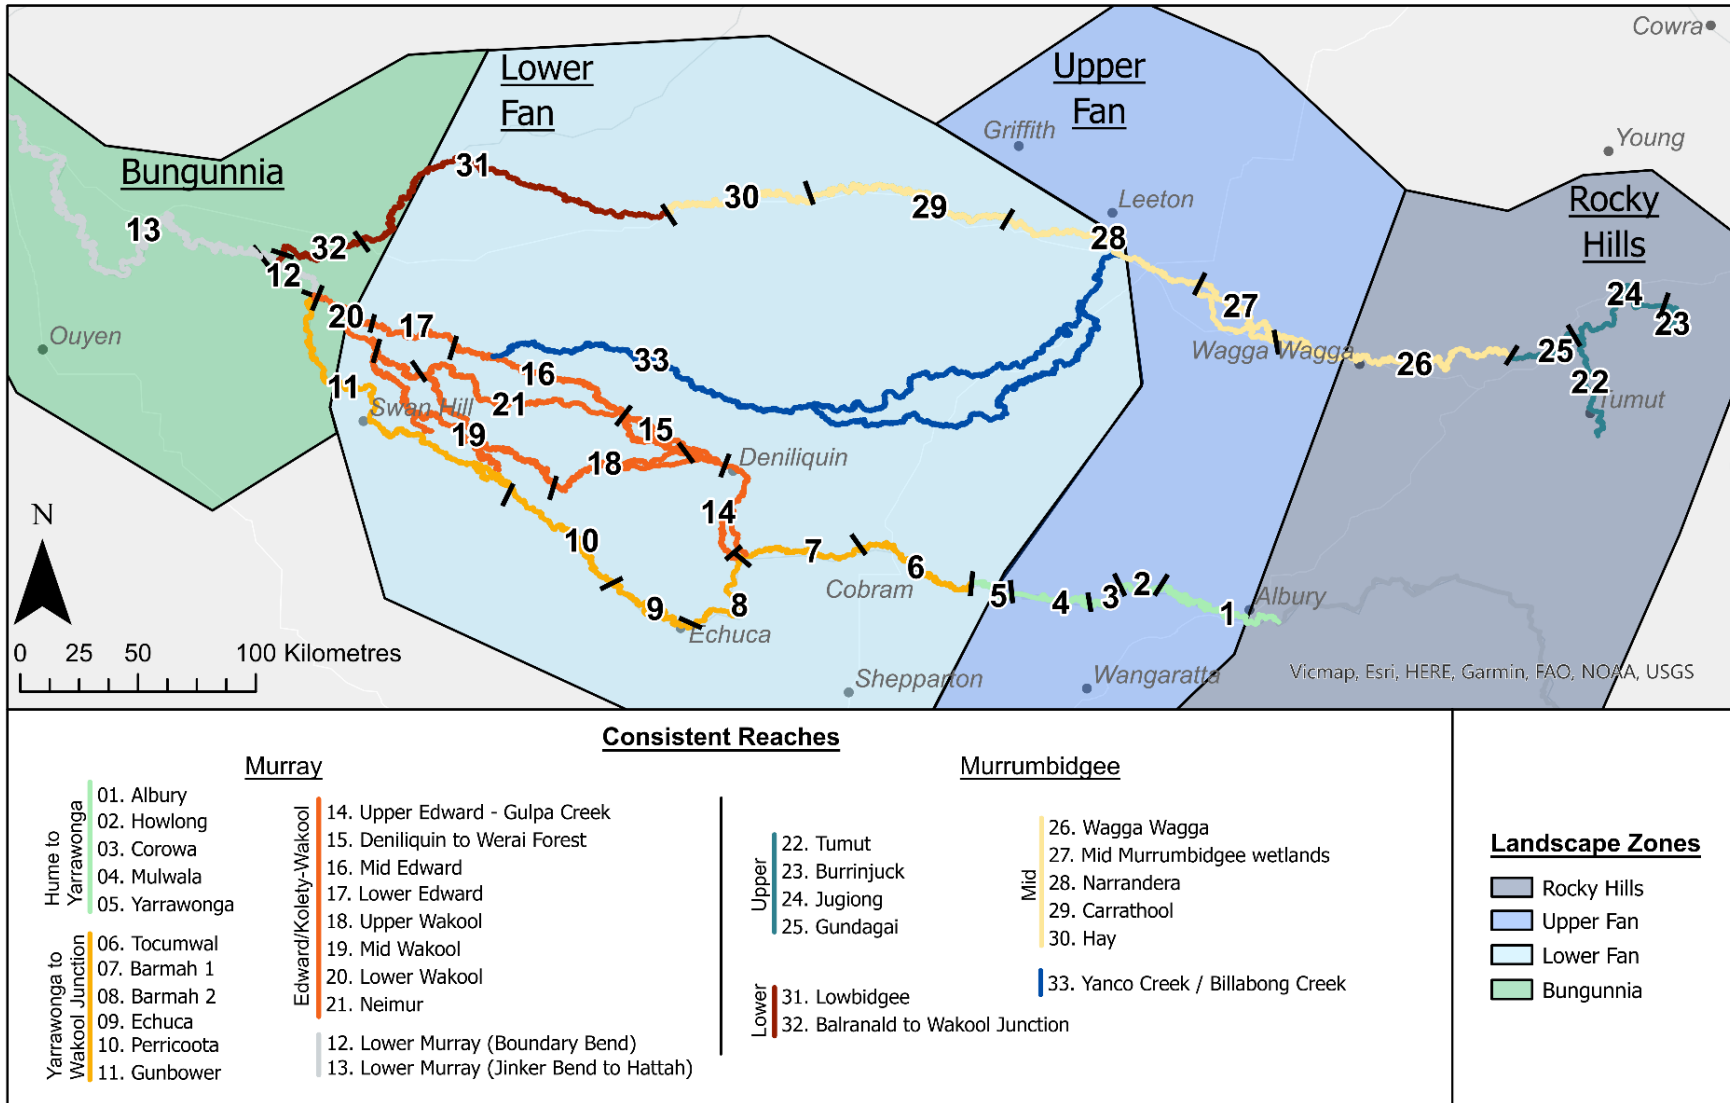 Cowra
Lower
Fan
Upper
Fan
Griffith
Young
31
Bungunnia
30
29
Leeton
Rocky
Hills
13
32
28
12
27
24
23
20
17
Ouyen
33
Wagga Wagga
26
25
16
11
22
Tumut
Swan Hill
21
15
19
18
Deniliquin
N
14
10
7
6
Cobram
5
4
3
2
1
Albury
9
8
Echuca
0 25 50 100 Kilometres
Shepparton
Wangaratta
Vicmap, Esri, HERE, Garmin, FAO, NOAA, USGS
Consistent Reaches
Murray
Hume to
Yarrawonga
01. Albury
02. Howlong
03. Corowa
04. Mulwala
05. Yarrawonga
Yarrawonga to
Wakool Junction
06. Tocumwal
07. Barmah 1
08. Barmah 2
09. Echuca
10. Perricoota
11. Gunbower
Edward/Kolety-Wakool
14. Upper Edward - Gulpa Creek
15. Deniliquin to Werai Forest
16. Mid Edward
17. Lower Edward
18. Upper Wakool
19. Mid Wakool
20. Lower Wakool
21. Neimur
12. Lower Murray (Boundary Bend)
13. Lower Murray (Jinker Bend to Hattah)
Murrumbidgee
Upper
22. Tumut
23. Burrinjuck
24. Jugiong
25. Gundagai
Lower
31. Lowbidgee
32. Balranald to Wakool Junction
Mid
26. Wagga Wagga
27. Mid Murrumbidgee wetlands
28. Narrandera
29. Carrathool
30. Hay
33. Yanco Creek / Billabong Creek
Landscape Zones
Rocky Hills
Upper Fan
Lower Fan
Bungunnia